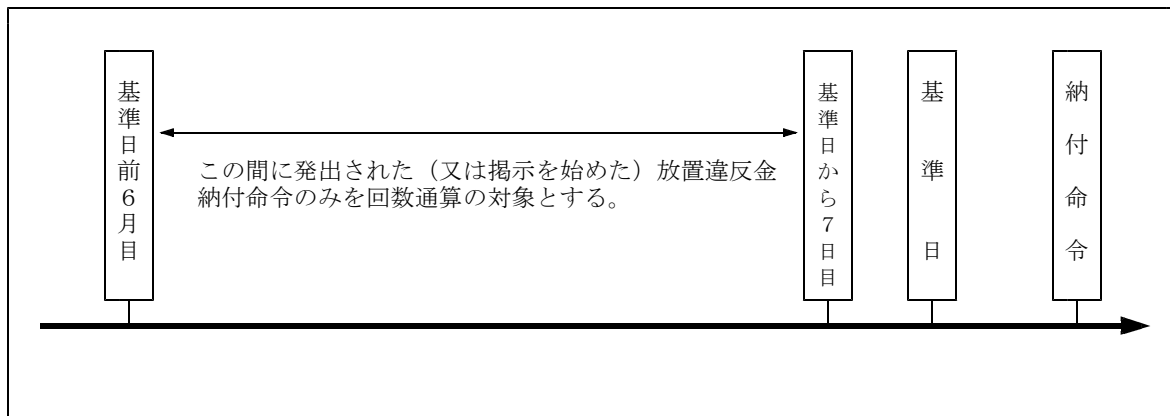 基準日前６月目
この間に発出された（又は掲示を始めた）放置違反金
納付命令のみを回数通算の対象とする。
基準日から７日目
基準日
納付命令